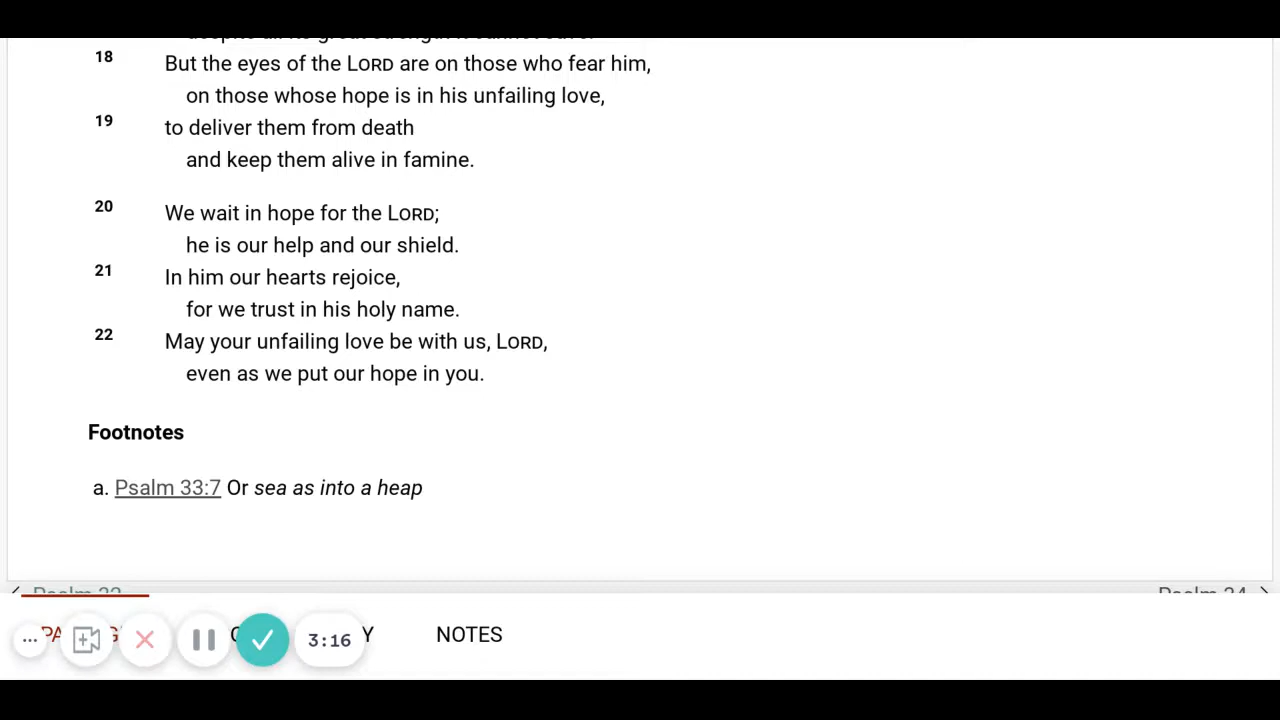 18 But the eyes of the LORD are on those who fear him,
on those whose hope is in his unfailing love,
19 to deliver them from death
and keep them alive in famine.
20 We wait in hope for the LORD;
he is our help and our shield.
21 In him our hearts rejoice,
for we trust in his holy name.
22 May your unfailing love be with us, LORD,
even as we put our hope in you.
Footnotes
a. Psalm 33:7 Or sea as into a heap
3:16 NOTES